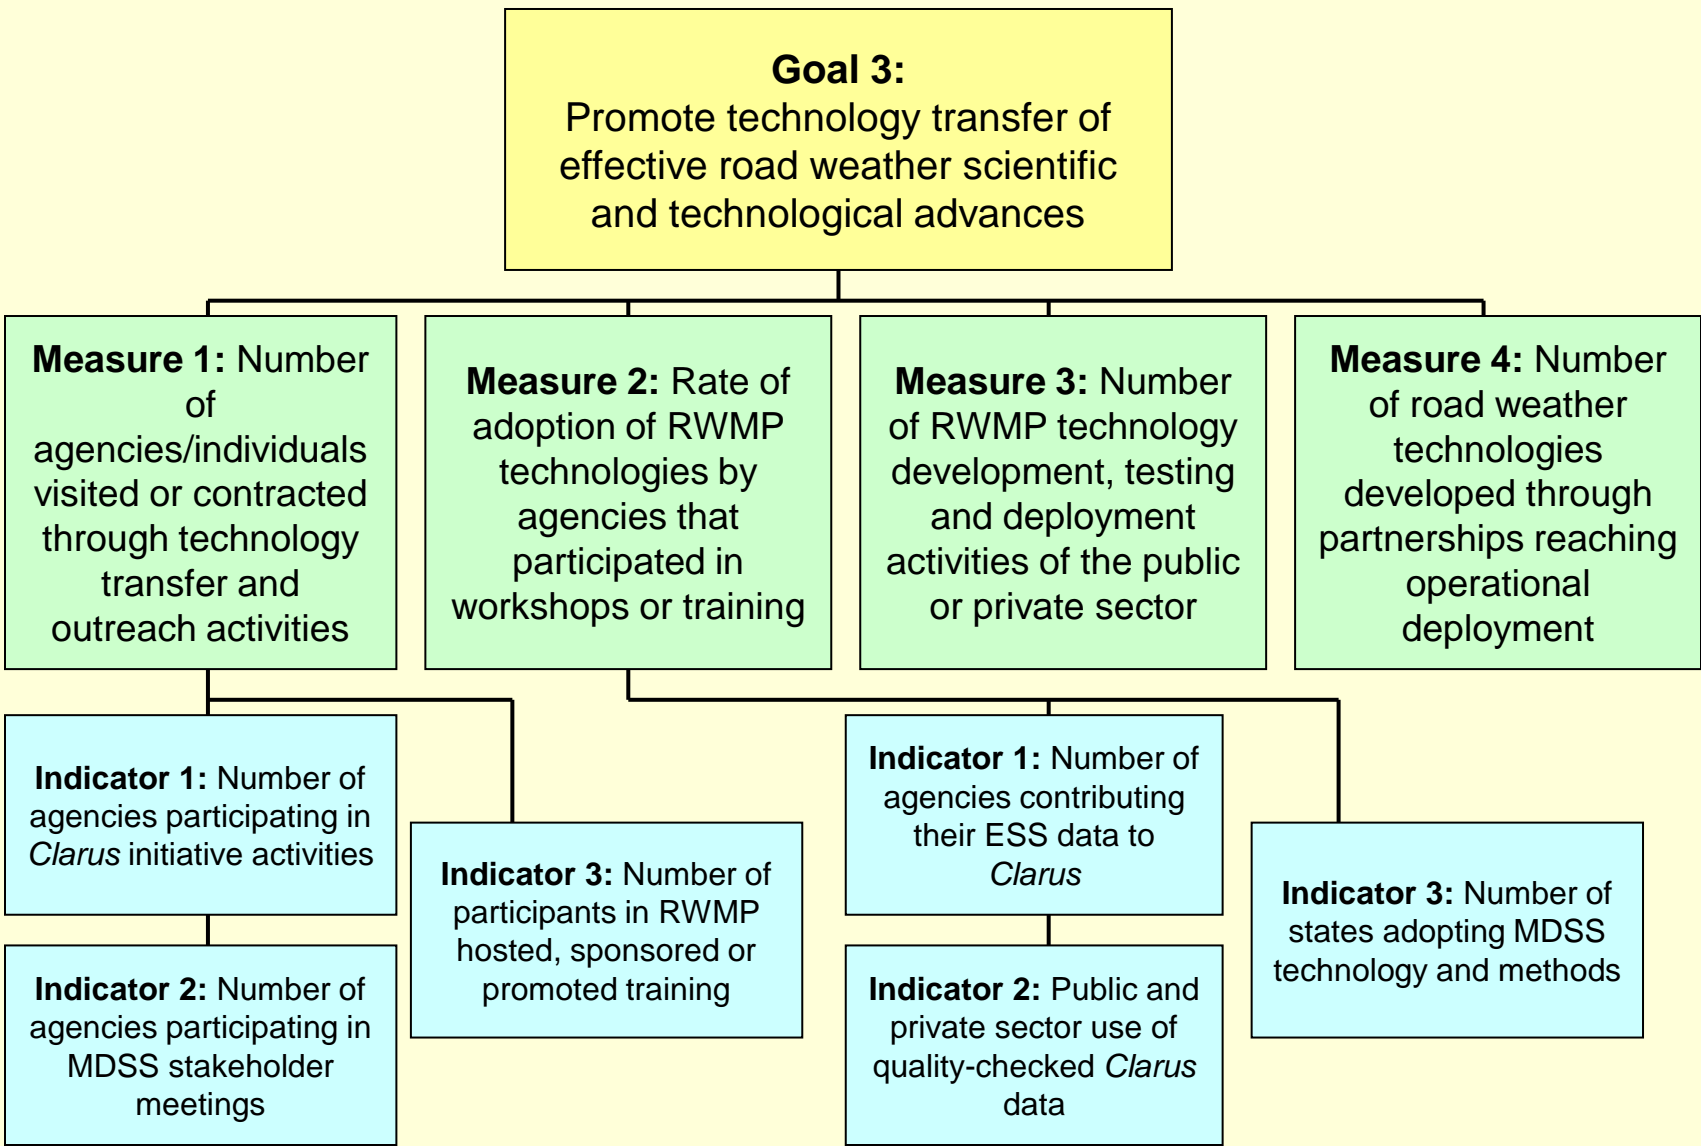 Goal 3:
Promote technology transfer of
effective road weather scientific
and technological advances
Measure 1: Number
of
agencies/individuals
visited or contracted
through technology
transfer and
outreach activities
Measure 2: Rate of
adoption of RWMP
technologies by
agencies that
participated in
workshops or training
Measure 3: Number
of RWMP technology
development, testing
and deployment
activities of the public
or private sector
Measure 4: Number
of road weather
technologies
developed through
partnerships reaching
operational
deployment
Indicator 1: Number of
agencies participating in
Clarus initiative activities
Indicator 2: Number of
agencies participating in
MDSS stakeholder
meetings
Indicator 3: Number of
participants in RWMP
hosted, sponsored or
promoted training
Indicator 1: Number of
agencies contributing
their ESS data to
Clarus
Indicator 2: Public and
private sector use of
quality-checked Clarus
data
Indicator 3: Number of
states adopting MDSS
technology and methods